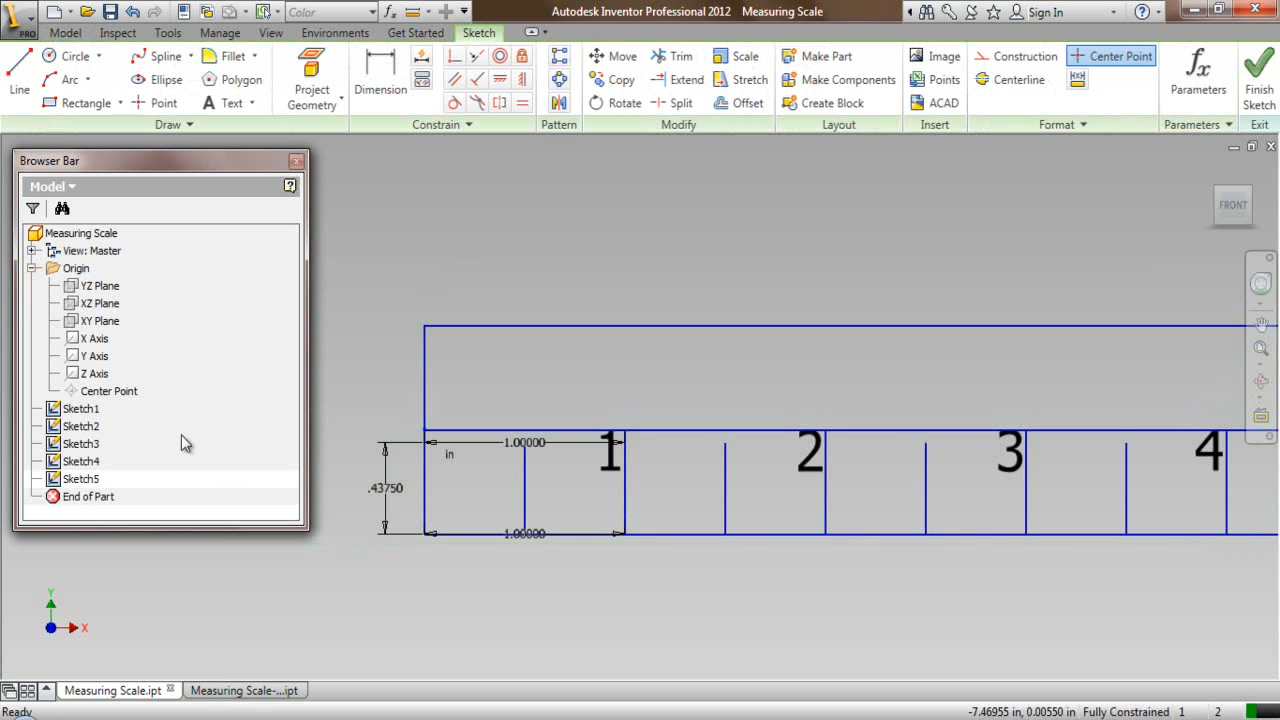 PRO
Color
Autodesk Inventor Professional 2012 Measuring Scale
Sign In
Model Inspect Tools Manage View Environments Get Started Sketch
Line
Circle
Arc
Rectangle
Spline
Ellipse
Point
Fillet
Polygon
Text
Draw
Project Geometry
Dimension
Constrain
Pattern
Move
Copy
Rotate
Trim
Extend
Split
Scale
Stretch
Offset
Modify
Make Part
Make Components
Create Block
Layout
Image
Points
ACAD
Insert
Construction
Centerline
Center Point
Format
Parameters
Parameters
Finish Sketch
Exit
Browser Bar
Model
Measuring Scale
View: Master
Origin
YZ Plane
XZ Plane
XY Plane
X Axis
Y Axis
Z Axis
Center Point
Sketch1
Sketch2
Sketch3
Sketch4
Sketch5
End of Part
FRONT
1.00000
in
.43750
1.00000
1 2 3 4
Y
X
Measuring Scale.ipt Measuring Scale-...ipt
Ready -7.46955 in, 0.00550 in Fully Constrained 1 2